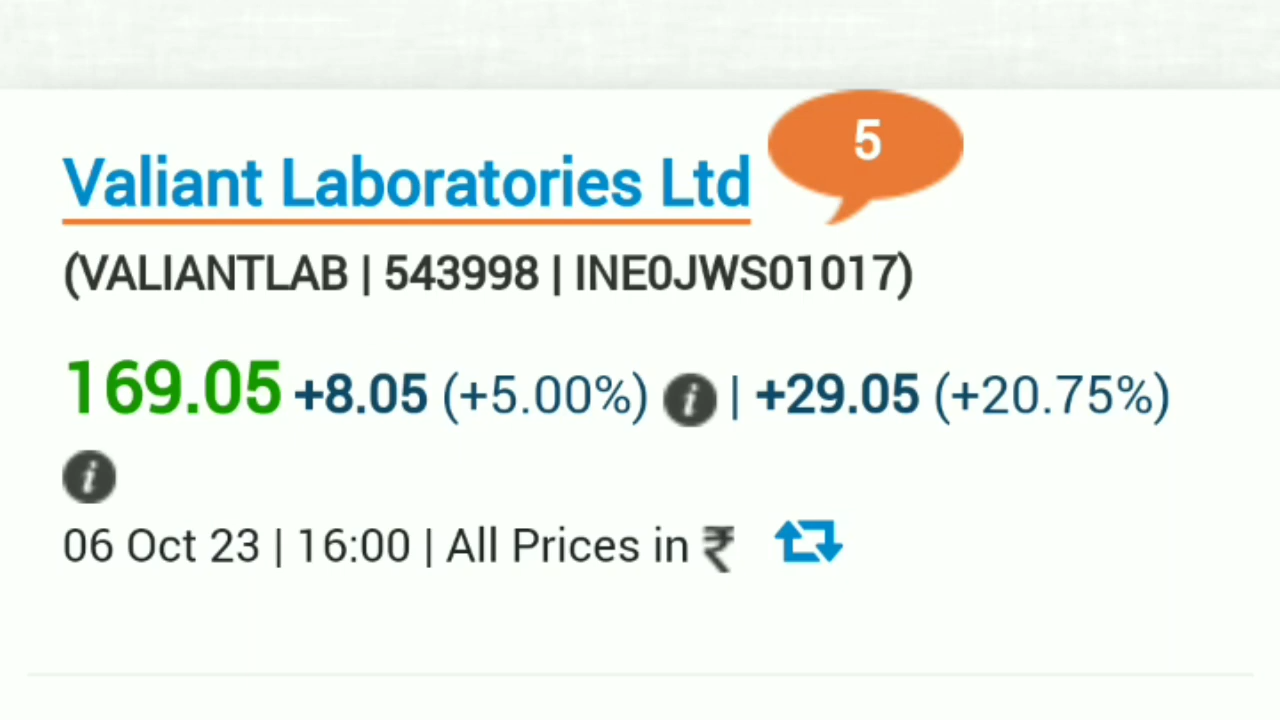 Valiant Laboratories Ltd 5
(VALIANTLAB | 543998 | INE0JWS01017)
169.05 +8.05 (+5.00%) i | +29.05 (+20.75%)
i
06 Oct 23 | 16:00 | All Prices in ₹